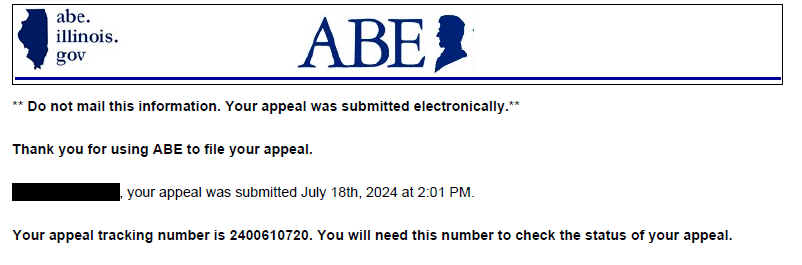 abe.
illinois.
gov
ABE
** Do not mail this information. Your appeal was submitted electronically.**
Thank you for using ABE to file your appeal.
, your appeal was submitted July 18th, 2024 at 2:01 PM.
Your appeal tracking number is 2400610720. You will need this number to check the status of your appeal.